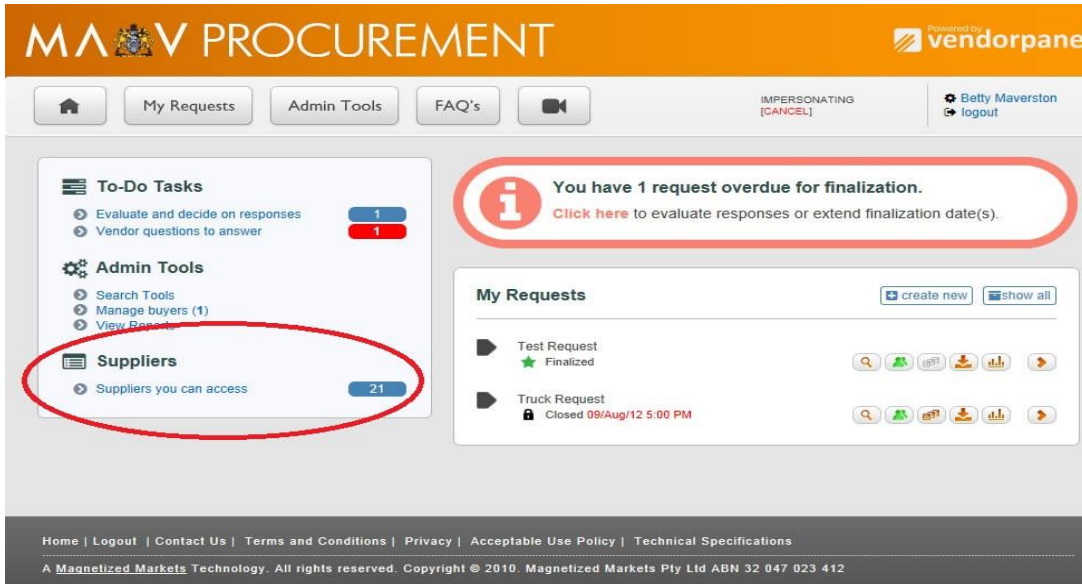 MAV PROCUREMENT
Powered by
vendorpane
My Requests
Admin Tools
FAQ's
IMPERSONATING
[CANCEL]
Betty Maverston
logout
To-Do Tasks
Evaluate and decide on responses 1
Vendor questions to answer 1
Admin Tools
Search Tools
Manage buyers (1)
View Reports
Suppliers
Suppliers you can access 21
You have 1 request overdue for finalization.
Click here to evaluate responses or extend finalization date(s).
My Requests
create new
show all
Test Request
Finalized
Truck Request
Closed 09/Aug/12 5:00 PM
Home | Logout | Contact Us | Terms and Conditions | Privacy | Acceptable Use Policy | Technical Specifications
A Magnetized Markets Technology. All rights reserved. Copyright © 2010. Magnetized Markets Pty Ltd ABN 32 047 023 412